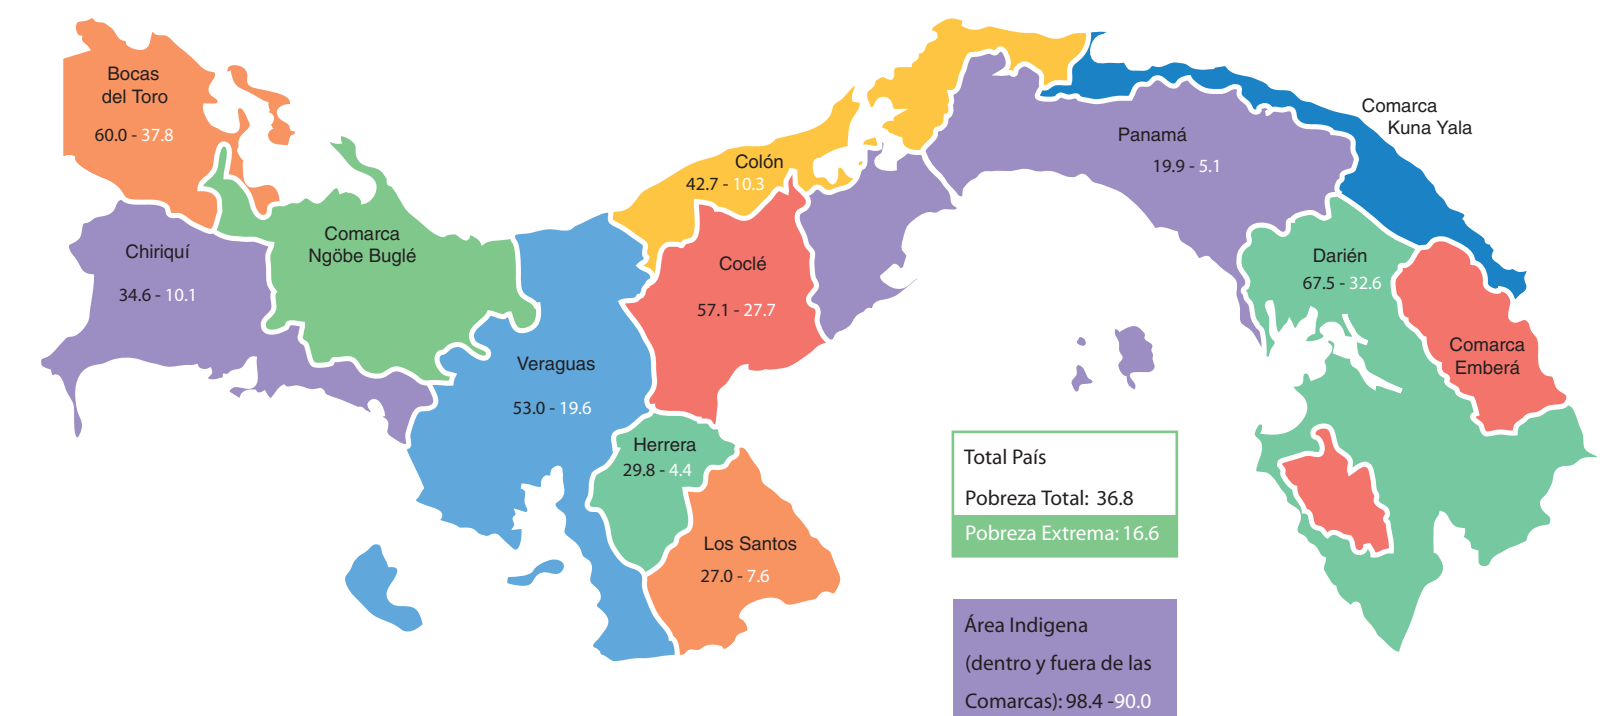 Bocas
del Toro
60.0 - 37.8
Chiriquí
34.6 - 10.1
Comarca
Ngöbe Buglé
Veraguas
53.0 - 19.6
Colón
42.7 - 10.3
Coclé
57.1 - 27.7
Herrera
29.8 - 4.4
Los Santos
27.0 - 7.6
Panamá
19.9 - 5.1
Comarca
Kuna Yala
Darién
67.5 - 32.6
Comarca
Emberá
Total País
Pobreza Total: 36.8
Pobreza Extrema: 16.6
Área Indigena
(dentro y fuera de las
Comarcas): 98.4 -90.0